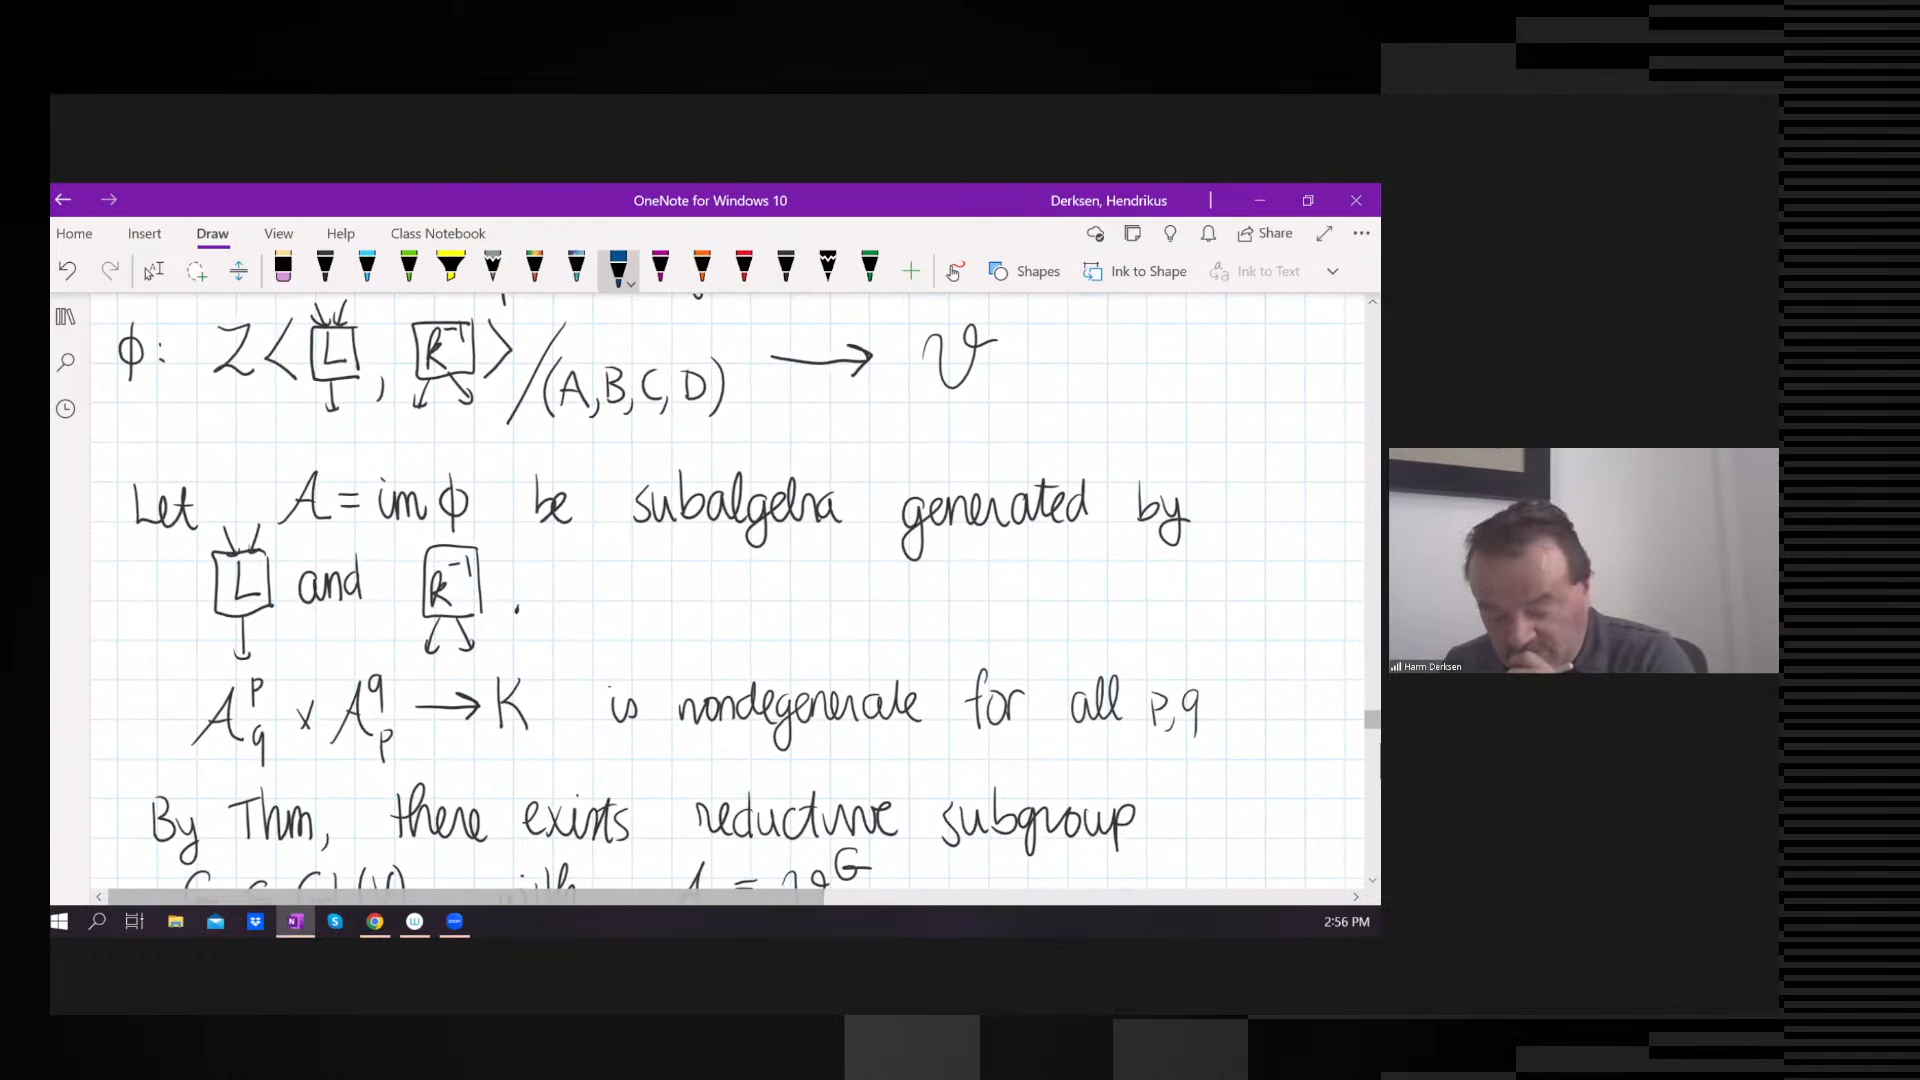 OneNote for Windows 10
Derksen, Hendrikus
Home Insert Draw View Help Class Notebook
Share
Shapes Ink to Shape Ink to Text
ϕ: Z< L , k⁻¹ > / (A,B,C,D) → 𝒱
Let A = im ϕ be subalgebra generated by
L and k⁻¹ .
A^p_q × A^q_p → K is nondegenerate for all p,q
By Thm, there exists reductive subgroup
Harm Derksen
2:56 PM